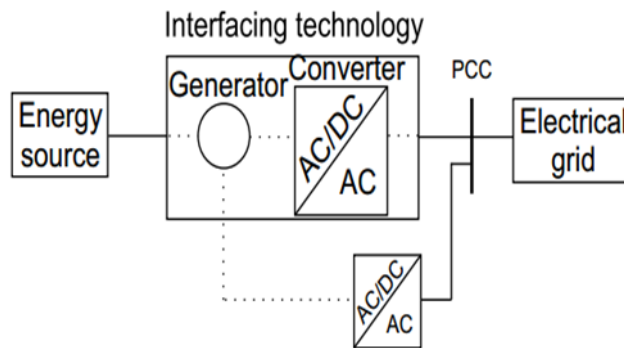 Interfacing technology
Generator
Converter
PCC
Energy
source
AC/DC
AC
Electrical
grid
AC/DC
AC